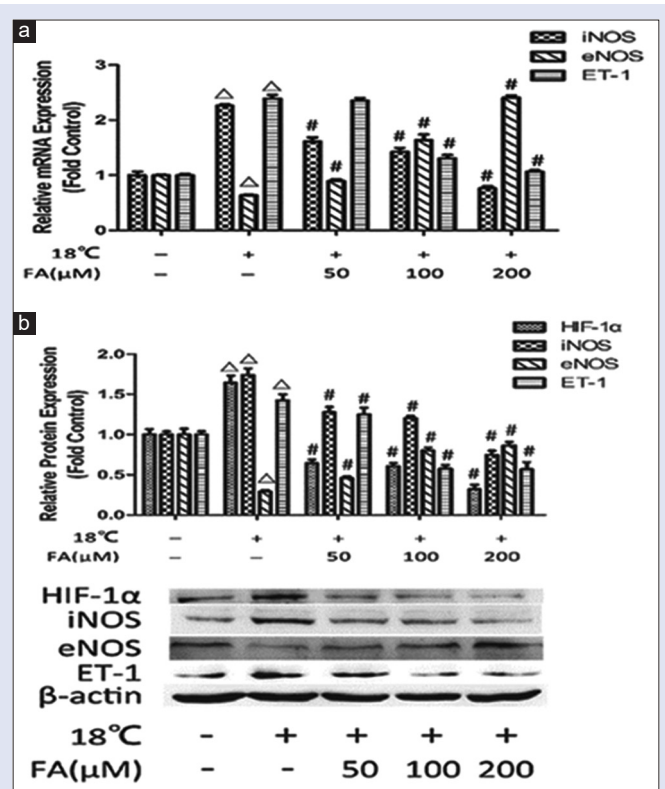 a
iNOS
eNOS
ET-1
Relative mRNA Expression
(Fold Control)
3
2
1
0
△ △ △ # # # # # # # #
18℃ – + + + +
FA(μM) – – 50 100 200
b
HIF-1α
iNOS
eNOS
ET-1
Relative Protein Expression
(Fold Control)
2.0
1.5
1.0
0.5
0.0
△ △ △ △ # # # # # # # # # # # #
18℃ – + + + +
FA(μM) – – 50 100 200
HIF-1α
iNOS
eNOS
ET-1
β-actin
18℃ - + + + +
FA(μM) - - 50 100 200